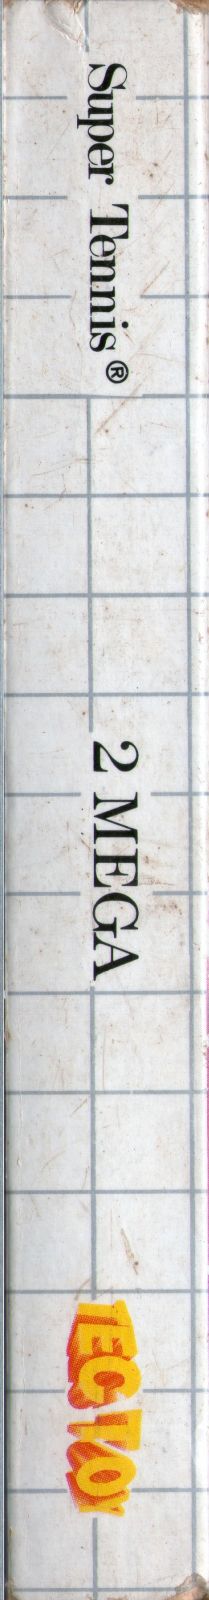 Super Tennis®
2 MEGA
TEC TOY